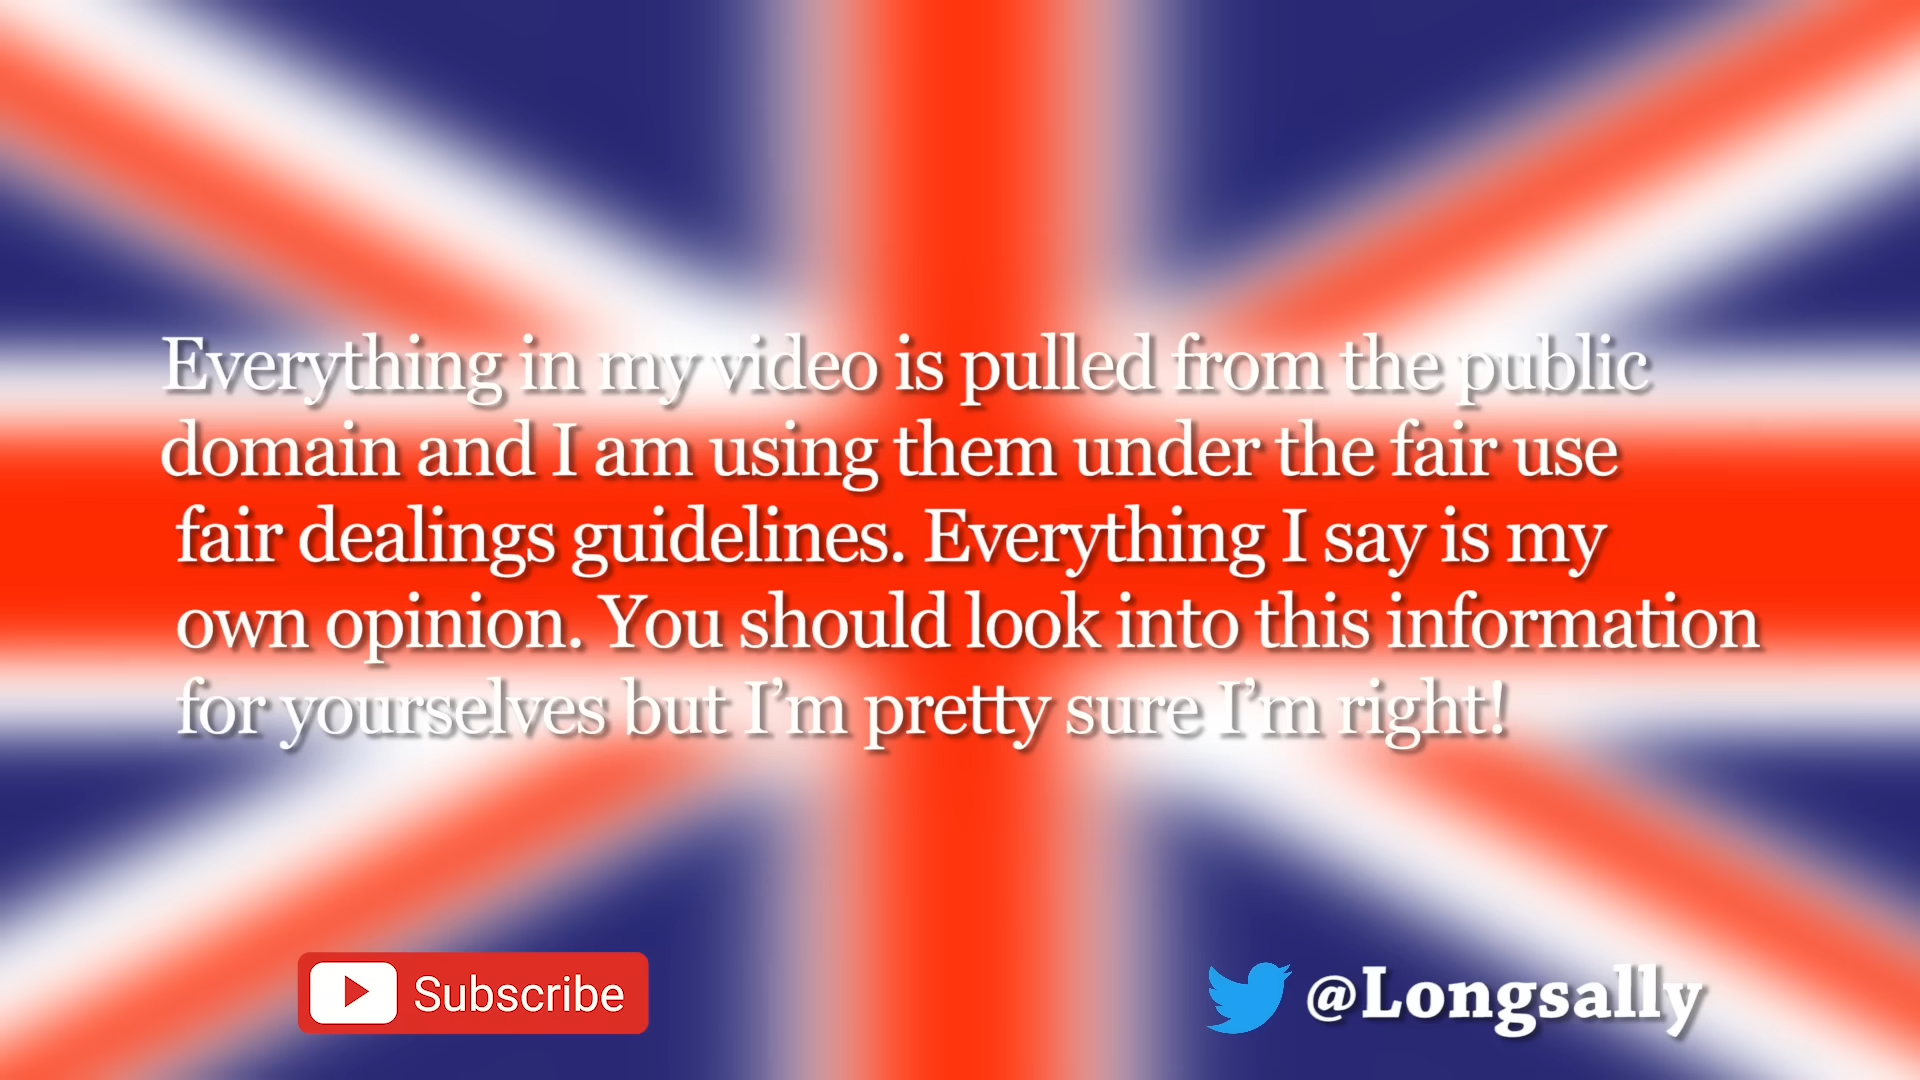 Everything in my video is pulled from the public
domain and I am using them under the fair use
fair dealings guidelines. Everything I say is my
own opinion. You should look into this information
for yourselves but I’m pretty sure I’m right!
Subscribe
@Longsally